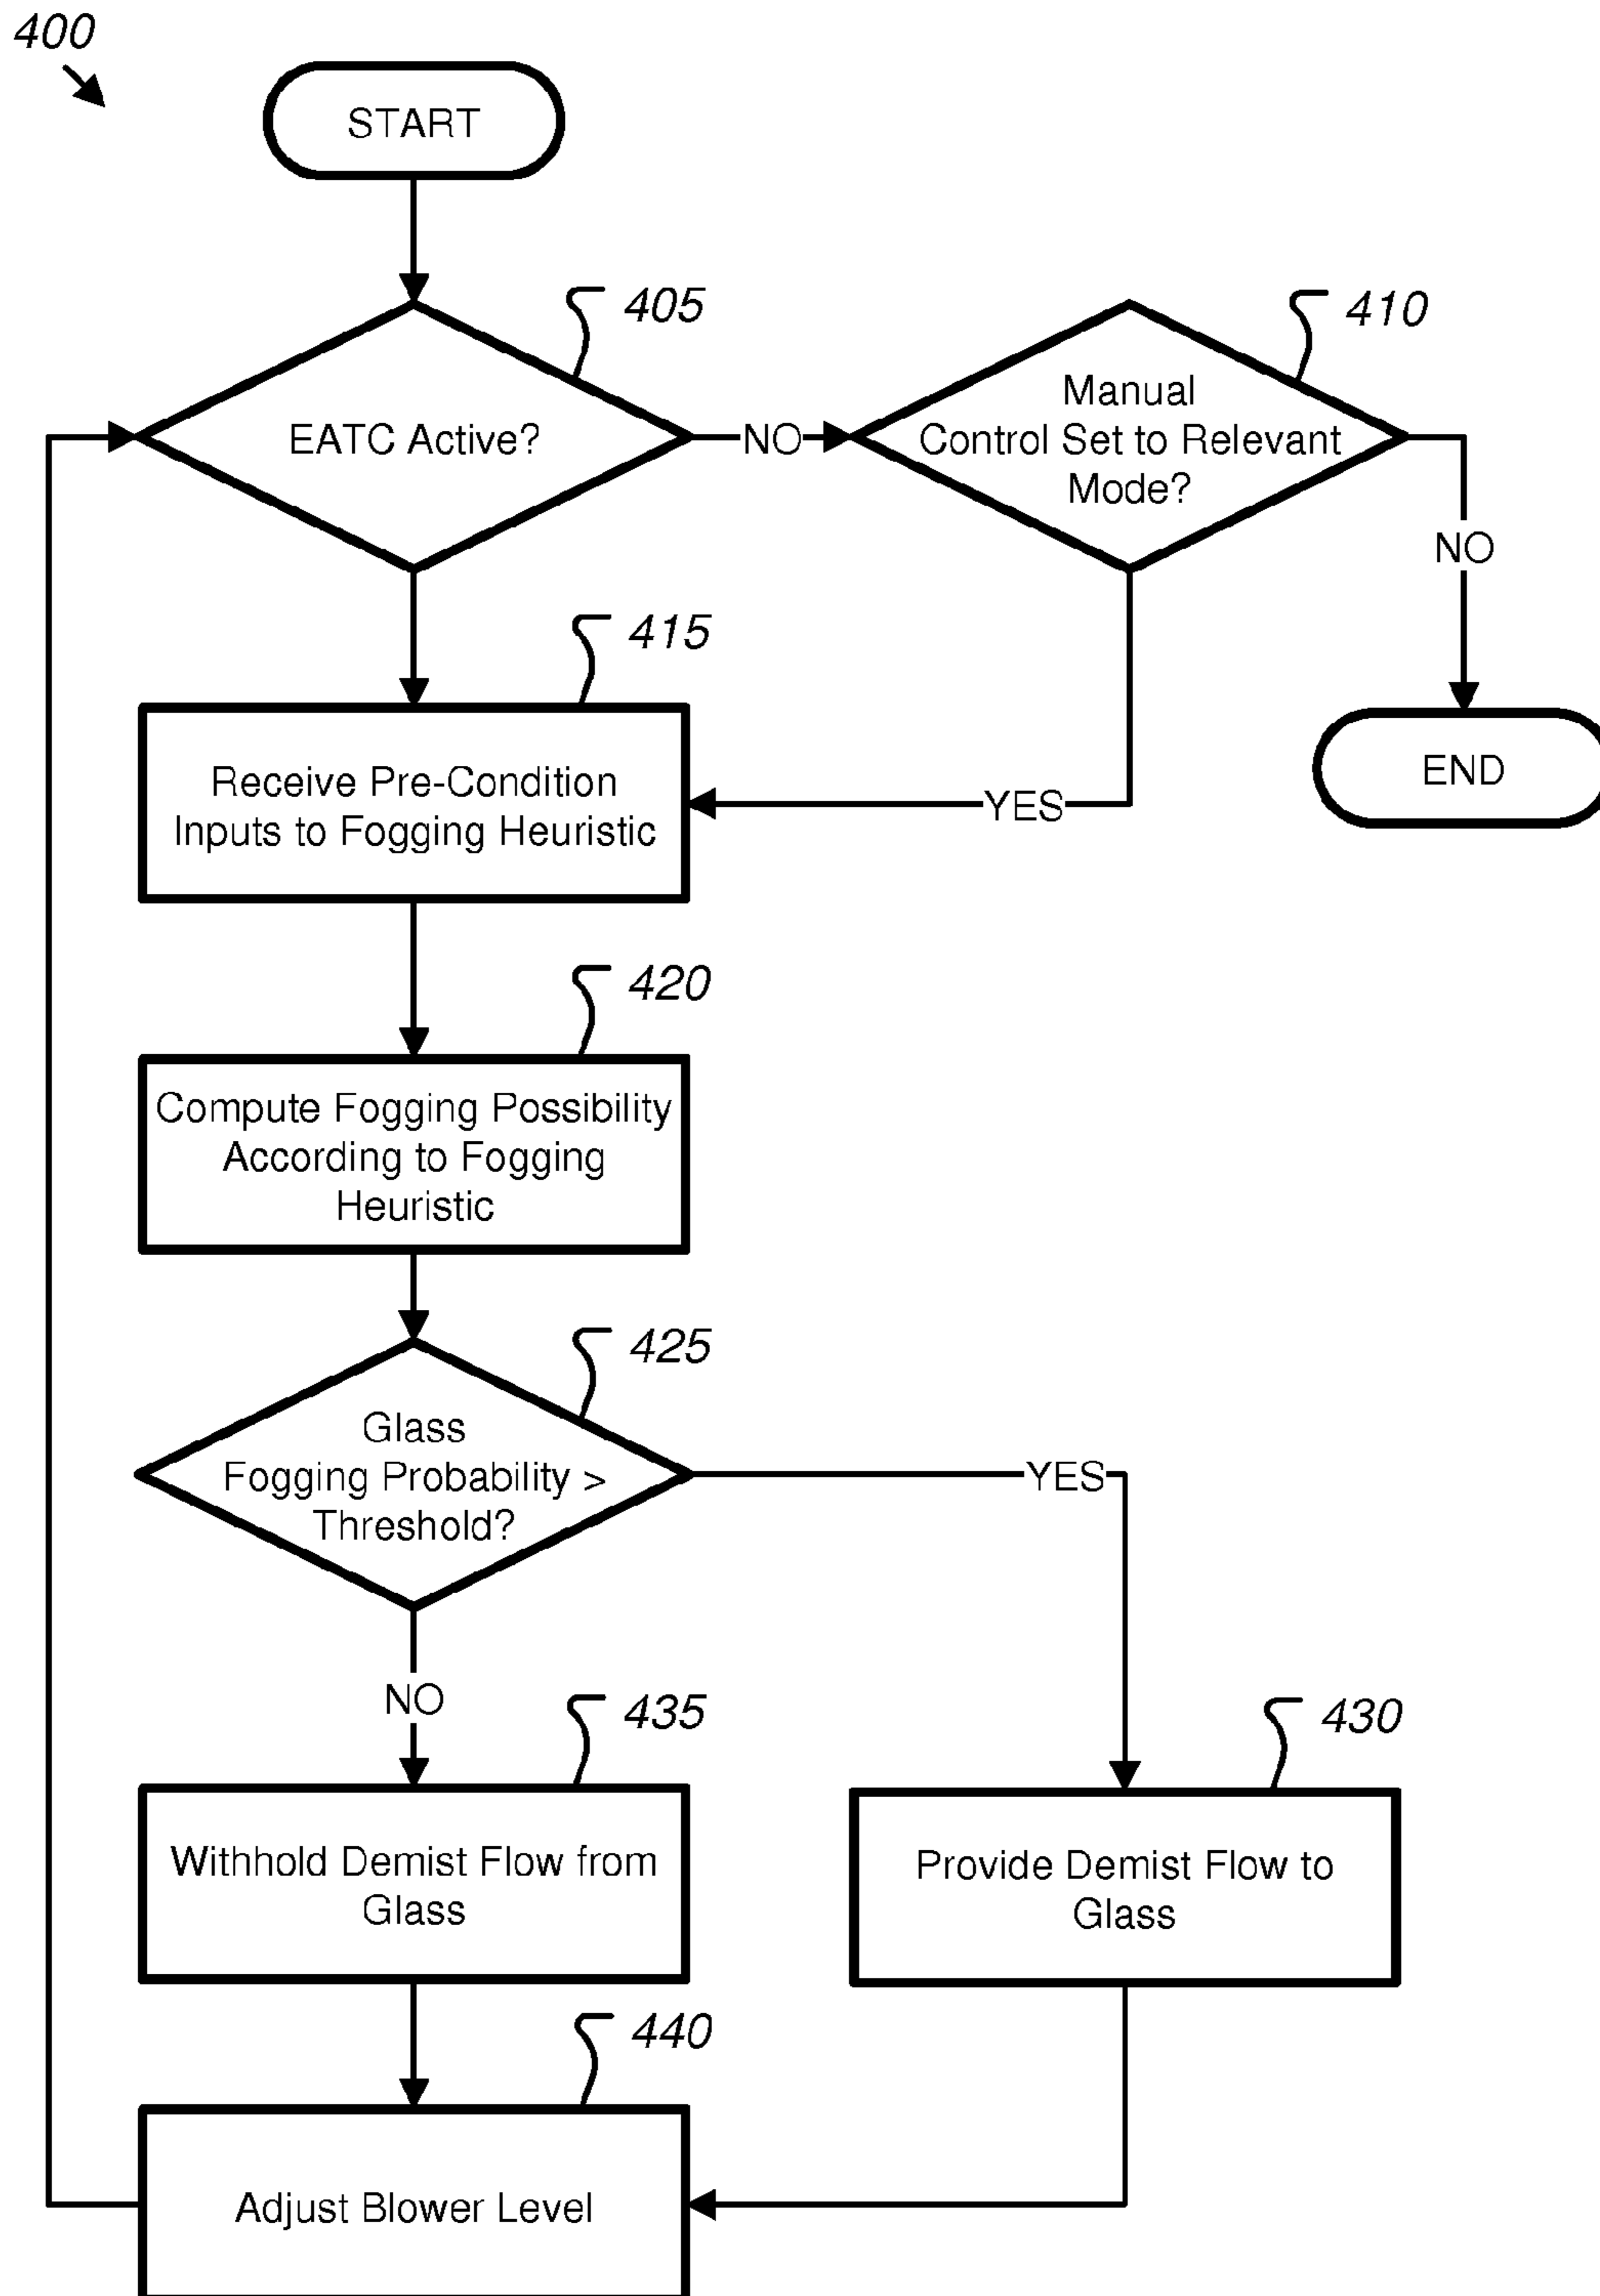 400
START
405
EATC Active?
NO
410
Manual
Control Set to Relevant
Mode?
NO
END
415
Receive Pre-Condition
Inputs to Fogging Heuristic
YES
420
Compute Fogging Possibility
According to Fogging
Heuristic
425
Glass
Fogging Probability >
Threshold?
YES
NO
435
Withhold Demist Flow from
Glass
430
Provide Demist Flow to
Glass
440
Adjust Blower Level